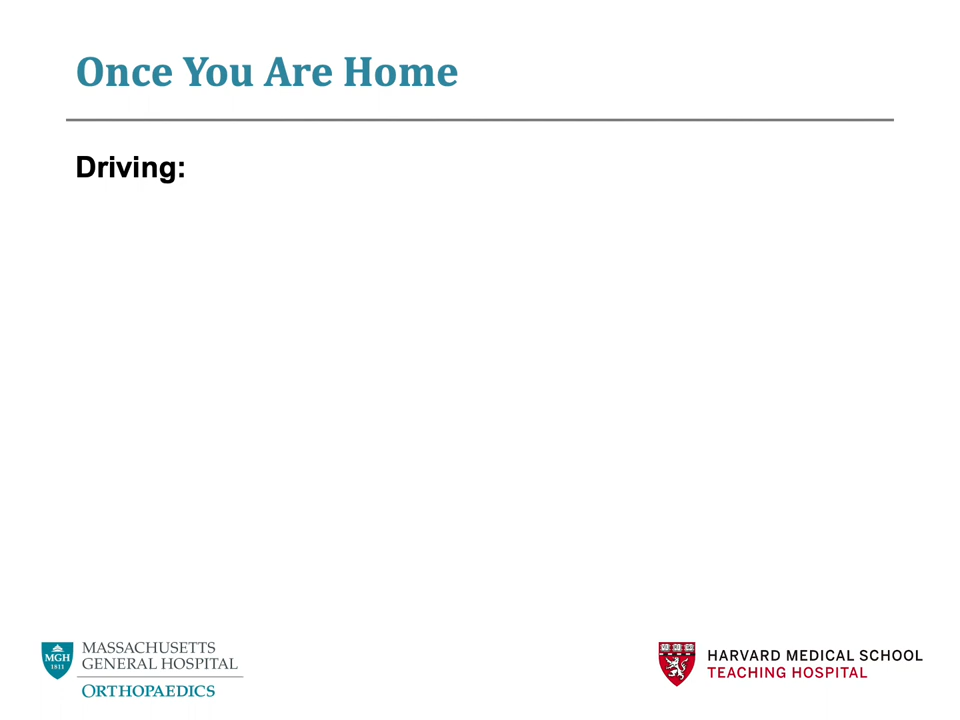 Once You Are Home
Driving:
MGH
1811
MASSACHUSETTS
GENERAL HOSPITAL
ORTHOPAEDICS
HARVARD MEDICAL SCHOOL
TEACHING HOSPITAL